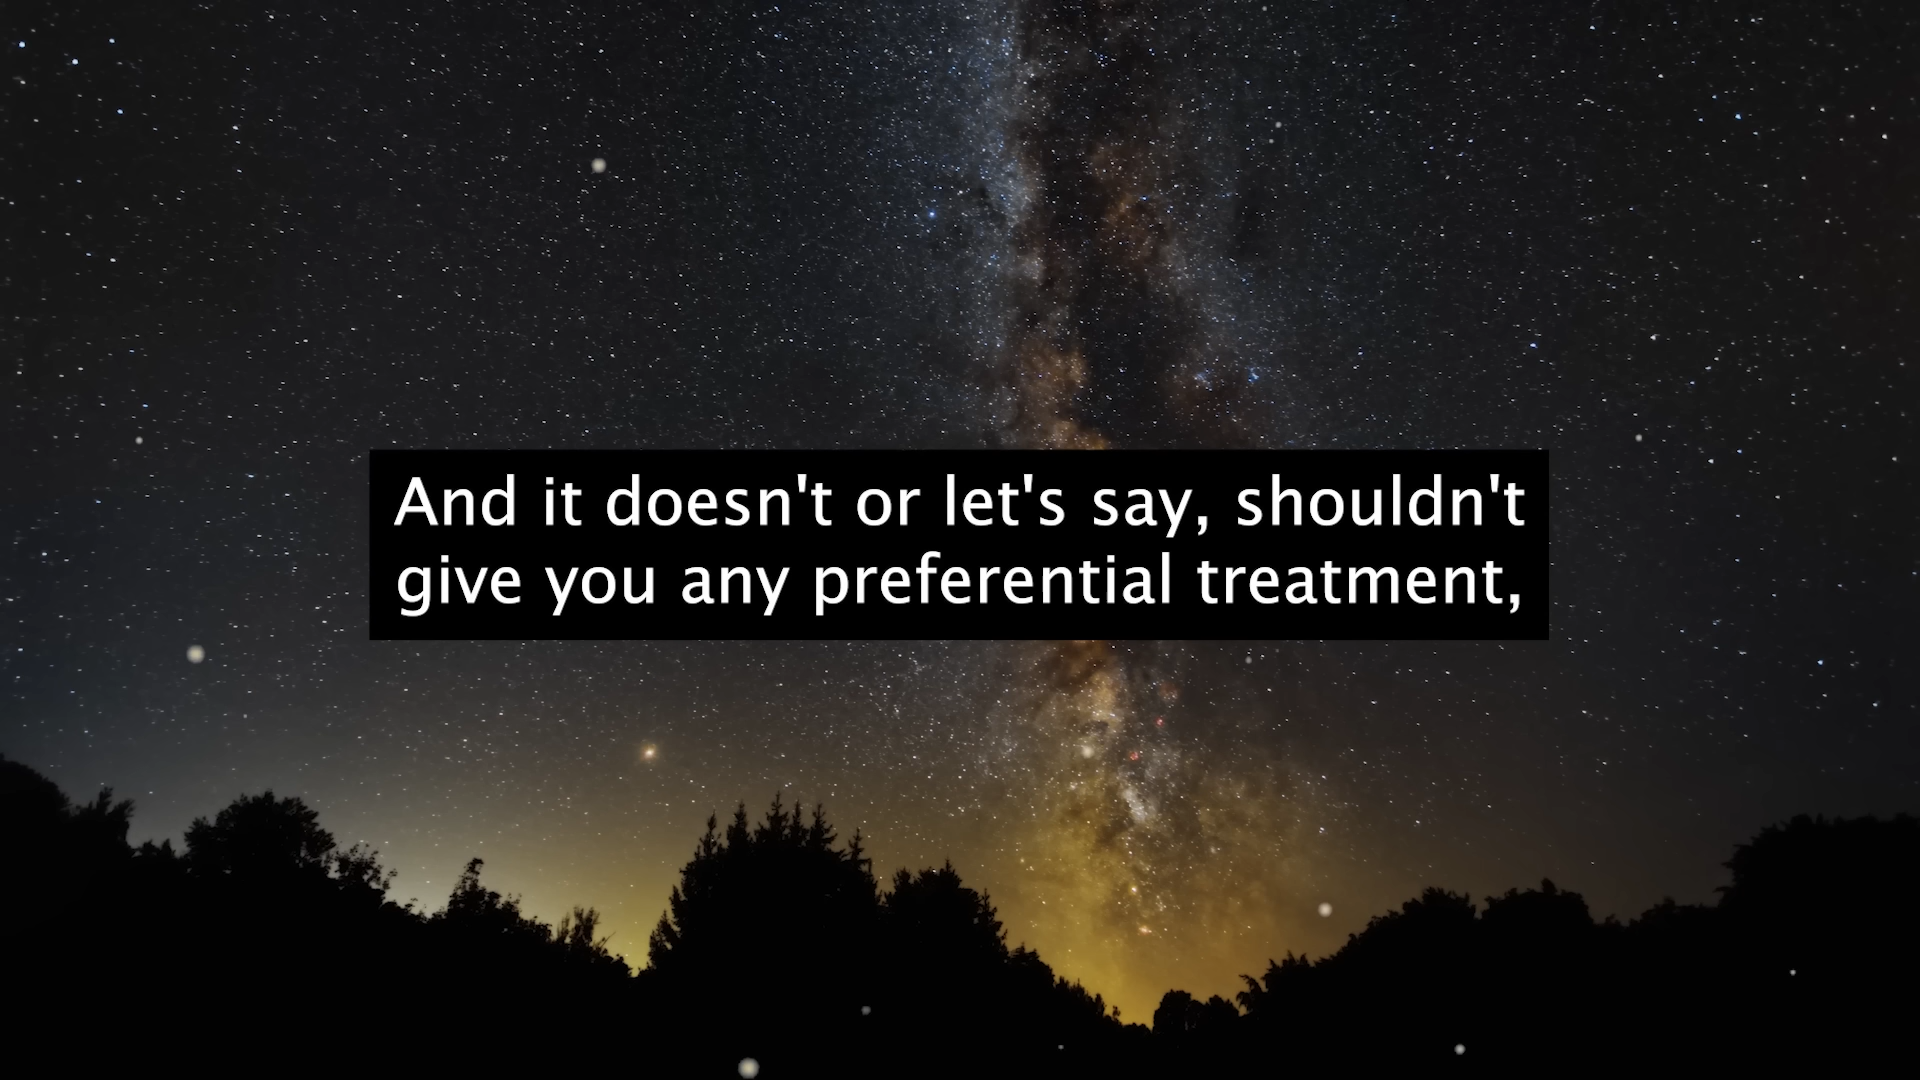 And it doesn't or let's say, shouldn't
give you any preferential treatment,